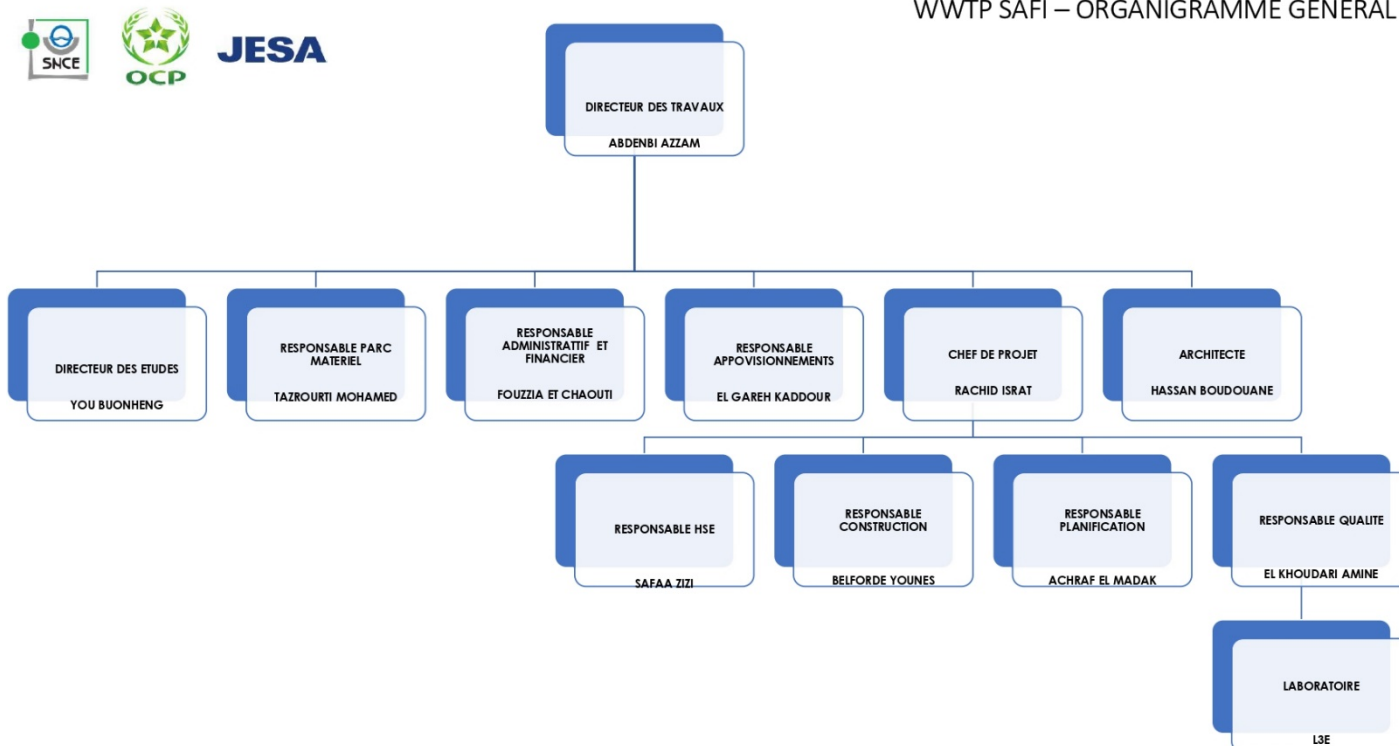 WWTP SAFI – ORGANIGRAMME GENERAL
SNCE
OCP
JESA
DIRECTEUR DES TRAVAUX
ABDENBI AZZAM
DIRECTEUR DES ETUDES
YOU BUONHENG
RESPONSABLE PARC
MATERIEL
TAZROURTI MOHAMED
RESPONSABLE
ADMINISTRATTIF ET
FINANCIER
FOUZZIA ET CHAOUTI
RESPONSABLE
APPOVISIONNEMENTS
EL GAREH KADDOUR
CHEF DE PROJET
RACHID ISRAT
ARCHITECTE
HASSAN BOUDOUANE
RESPONSABLE HSE
SAFAA ZIZI
RESPONSABLE
CONSTRUCTION
BELFORDE YOUNES
RESPONSABLE
PLANIFICATION
ACHRAF EL MADAK
RESPONSABLE QUALITE
EL KHOUDARI AMINE
LABORATOIRE
L3E